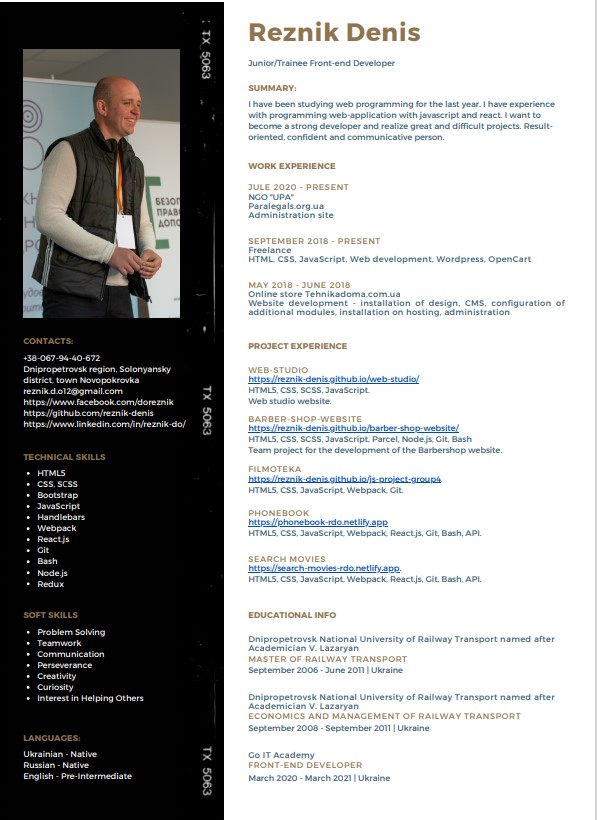 TX 5063
TX 5063
TX 5063
БЕЗОП
ПРАВО
ДОПО
CONTACTS:
+38-067-94-40-672
Dnipropetrovsk region, Solonyansky
district, town Novopokrovka
reznik.d.o12@gmail.com
https://www.facebook.com/doreznik
https://github.com/reznik-denis
https://www.linkedin.com/in/reznik-do/
TECHNICAL SKILLS
• HTML5
• CSS, SCSS
• Bootstrap
• JavaScript
• Handlebars
• Webpack
• React.js
• Git
• Bash
• Node.js
• Redux
SOFT SKILLS
• Problem Solving
• Teamwork
• Communication
• Perseverance
• Creativity
• Curiosity
• Interest in Helping Others
LANGUAGES:
Ukrainian - Native
Russian - Native
English - Pre-Intermediate
Reznik Denis
Junior/Trainee Front-end Developer
SUMMARY:
I have been studying web programming for the last year. I have experience
with programming web-application with javascript and react. I want to
become a strong developer and realize great and difficult projects. Result-
oriented, confident and communicative person.
WORK EXPERIENCE
JULE 2020 - PRESENT
NGO "UPA"
Paralegals.org.ua
Administration site
SEPTEMBER 2018 - PRESENT
Freelance
HTML, CSS, JavaScript, Web development, Wordpress, OpenCart
MAY 2018 - JUNE 2018
Online store Tehnikadoma.com.ua
Website development - installation of design, CMS, configuration of
additional modules, installation on hosting, administration
PROJECT EXPERIENCE
WEB-STUDIO
https://reznik-denis.github.io/web-studio/
HTML5, CSS, SCSS, JavaScript.
Web studio website.
BARBER-SHOP-WEBSITE
https://reznik-denis.github.io/barber-shop-website/
HTML5, CSS, SCSS, JavaScript, Parcel, Node.js, Git, Bash
Team project for the development of the Barbershop website.
FILMOTEKA
https://reznik-denis.github.io/js-project-group4.
HTML5, CSS, JavaScript, Webpack, Git.
PHONEBOOK
https://phonebook-rdo.netlify.app
HTML5, CSS, JavaScript, Webpack, React.js, Git, Bash, API.
SEARCH MOVIES
https://search-movies-rdo.netlify.app.
HTML5, CSS, JavaScript, Webpack, React.js, Git, Bash, API.
EDUCATIONAL INFO
Dnipropetrovsk National University of Railway Transport named after
Academician V. Lazaryan
MASTER OF RAILWAY TRANSPORT
September 2006 - June 2011 | Ukraine
Dnipropetrovsk National University of Railway Transport named after
Academician V. Lazaryan
ECONOMICS AND MANAGEMENT OF RAILWAY TRANSPORT
September 2008 - September 2011 | Ukraine
Go IT Academy
FRONT-END DEVELOPER
March 2020 - March 2021 | Ukraine